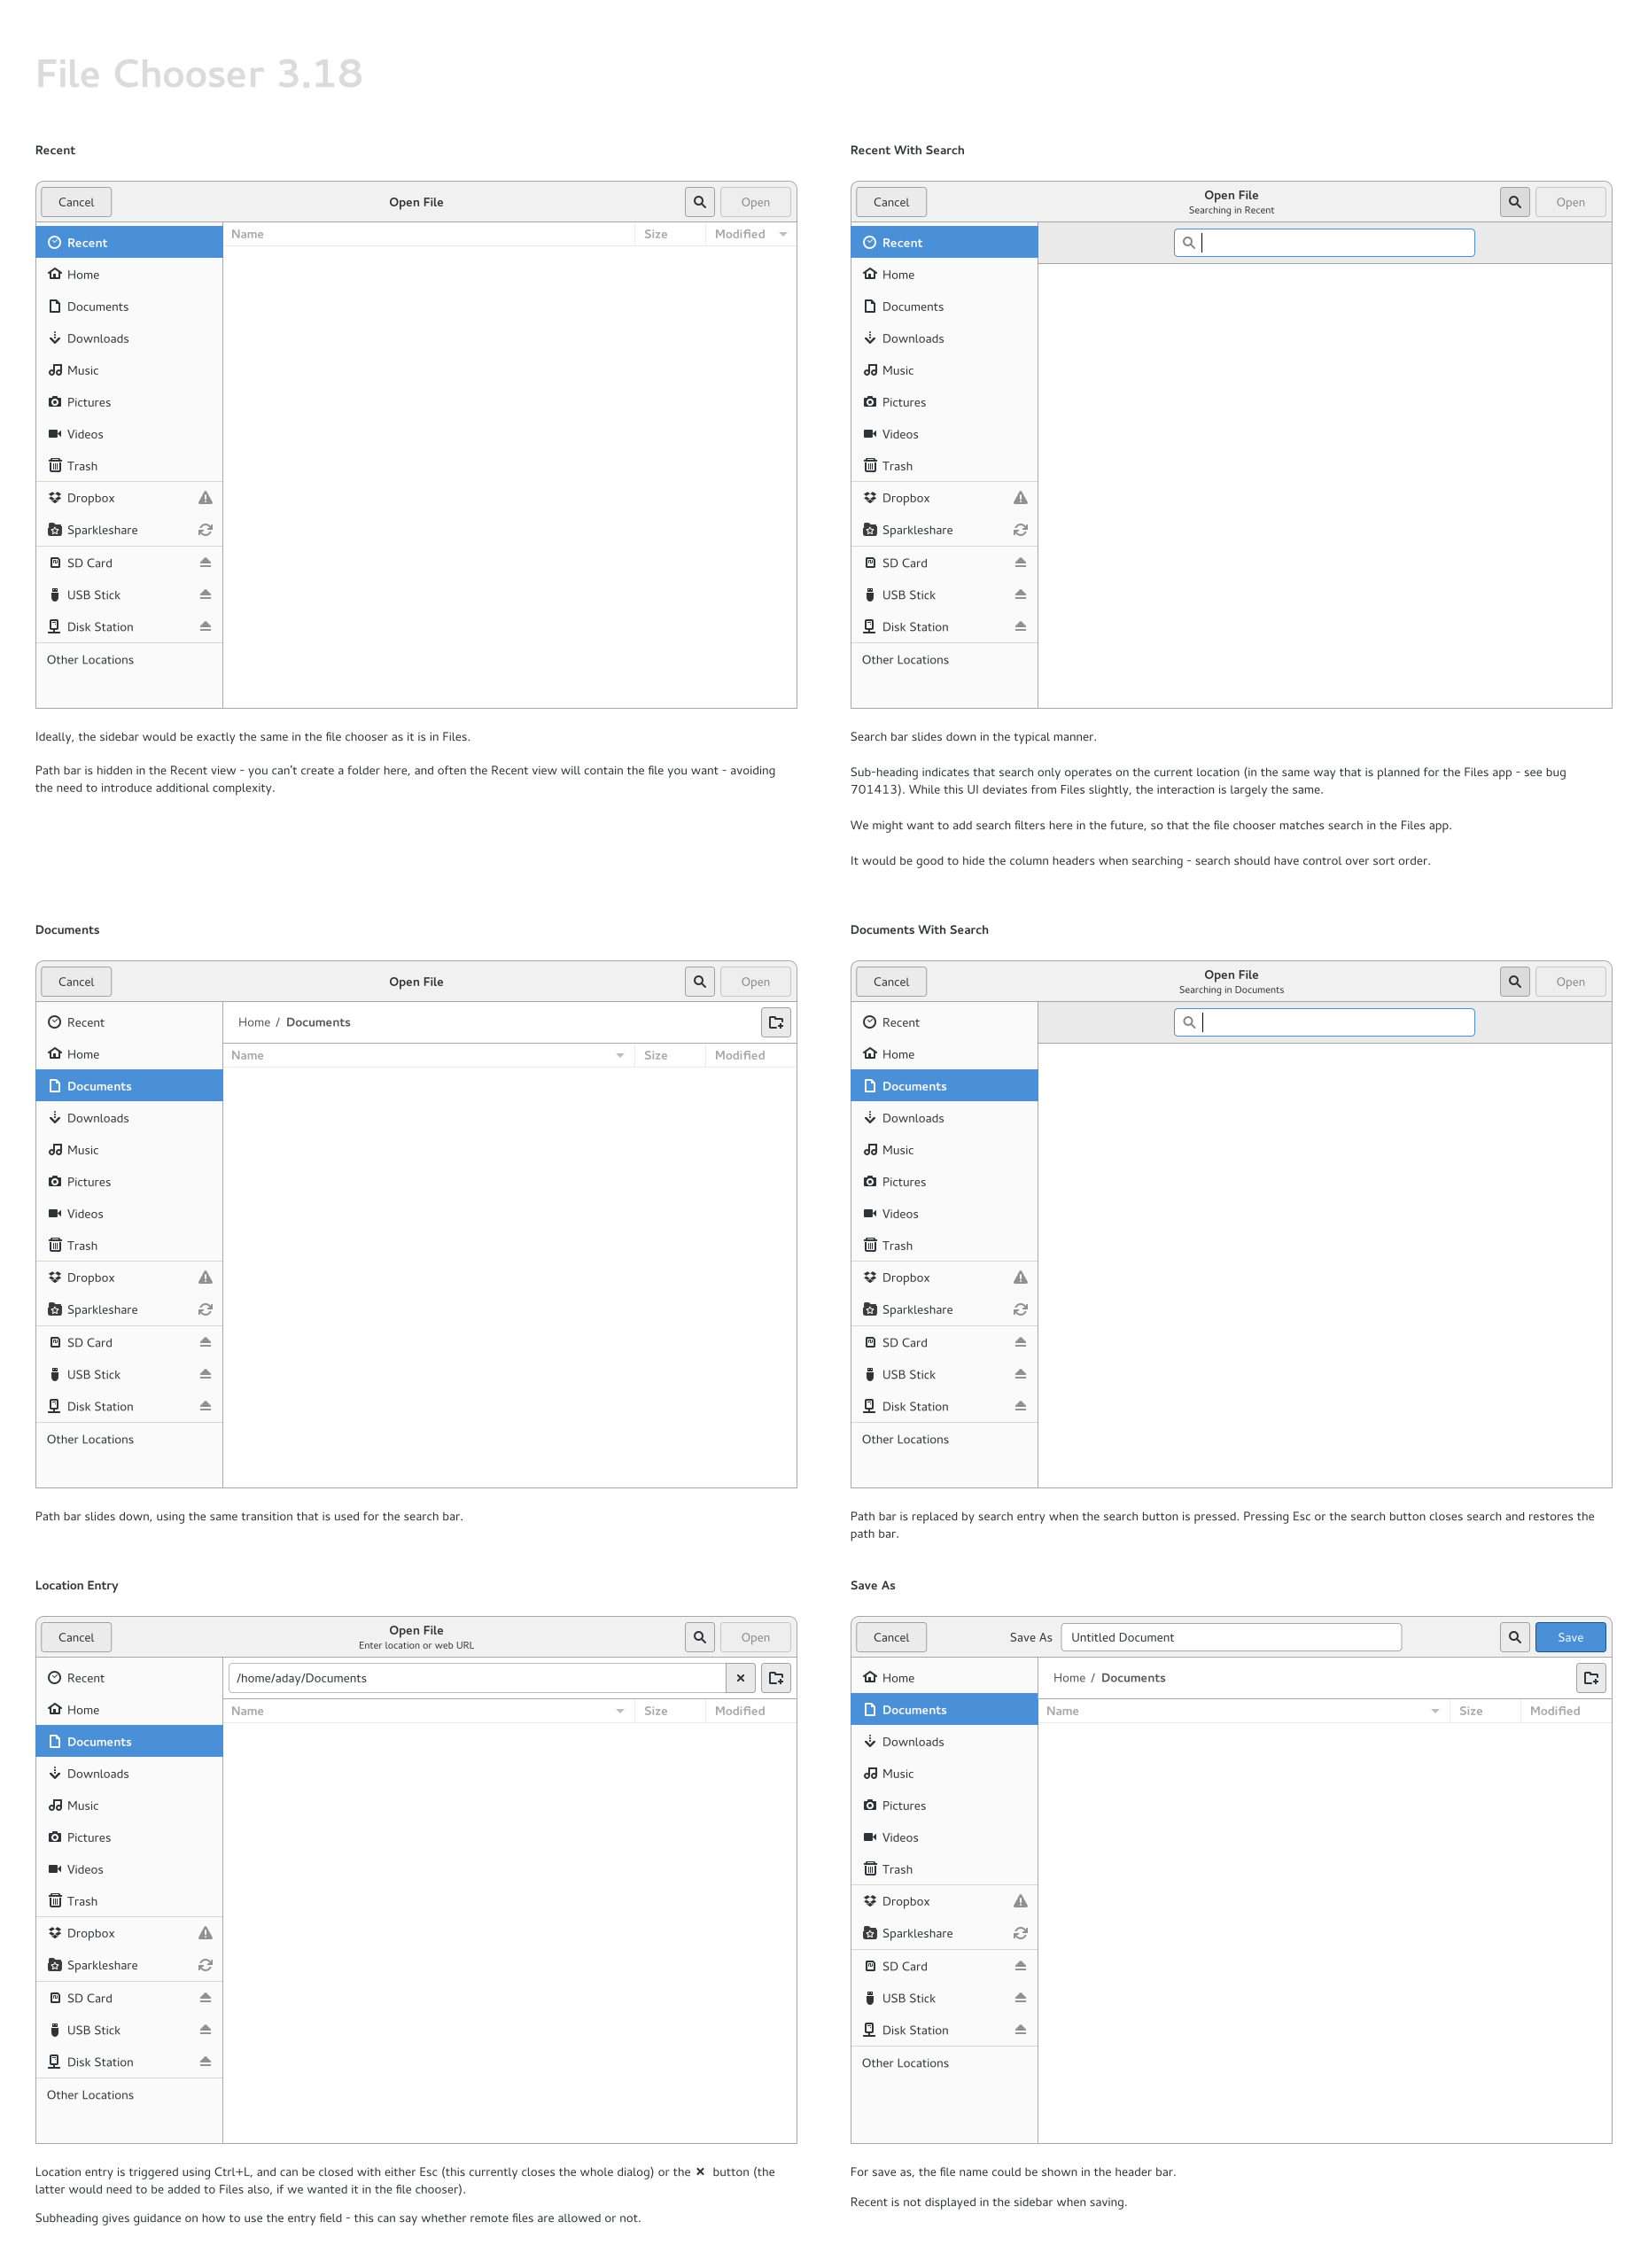 File Chooser 3.18
Recent
Cancel
Open File
Open
Recent
Home
Documents
Downloads
Music
Pictures
Videos
Trash
Dropbox
Sparkleshare
SD Card
USB Stick
Disk Station
Other Locations
Name Size Modified
Ideally, the sidebar would be exactly the same in the file chooser as it is in Files.
Path bar is hidden in the Recent view - you can't create a folder here, and often the Recent view will contain the file you want - avoiding
the need to introduce additional complexity.
Recent With Search
Cancel
Open File
Searching in Recent
Open
Recent
Home
Documents
Downloads
Music
Pictures
Videos
Trash
Dropbox
Sparkleshare
SD Card
USB Stick
Disk Station
Other Locations
Search bar slides down in the typical manner.
Sub-heading indicates that search only operates on the current location (in the same way that is planned for the Files app - see bug
701413). While this UI deviates from Files slightly, the interaction is largely the same.
We might want to add search filters here in the future, so that the file chooser matches search in the Files app.
It would be good to hide the column headers when searching - search should have control over sort order.
Documents
Cancel
Open File
Open
Recent
Home
Documents
Downloads
Music
Pictures
Videos
Trash
Dropbox
Sparkleshare
SD Card
USB Stick
Disk Station
Other Locations
Home / Documents
Name Size Modified
Path bar slides down, using the same transition that is used for the search bar.
Documents With Search
Cancel
Open File
Searching in Documents
Open
Recent
Home
Documents
Downloads
Music
Pictures
Videos
Trash
Dropbox
Sparkleshare
SD Card
USB Stick
Disk Station
Other Locations
Path bar is replaced by search entry when the search button is pressed. Pressing Esc or the search button closes search and restores the
path bar.
Location Entry
Cancel
Open File
Enter location or web URL
Open
Recent
Home
Documents
Downloads
Music
Pictures
Videos
Trash
Dropbox
Sparkleshare
SD Card
USB Stick
Disk Station
Other Locations
/home/aday/Documents
Name Size Modified
Location entry is triggered using Ctrl+L, and can be closed with either Esc (this currently closes the whole dialog) or the × button (the
latter would need to be added to Files also, if we wanted it in the file chooser).
Subheading gives guidance on how to use the entry field - this can say whether remote files are allowed or not.
Save As
Cancel
Save As Untitled Document
Save
Home
Documents
Downloads
Music
Pictures
Videos
Trash
Dropbox
Sparkleshare
SD Card
USB Stick
Disk Station
Other Locations
Home / Documents
Name Size Modified
For save as, the file name could be shown in the header bar.
Recent is not displayed in the sidebar when saving.